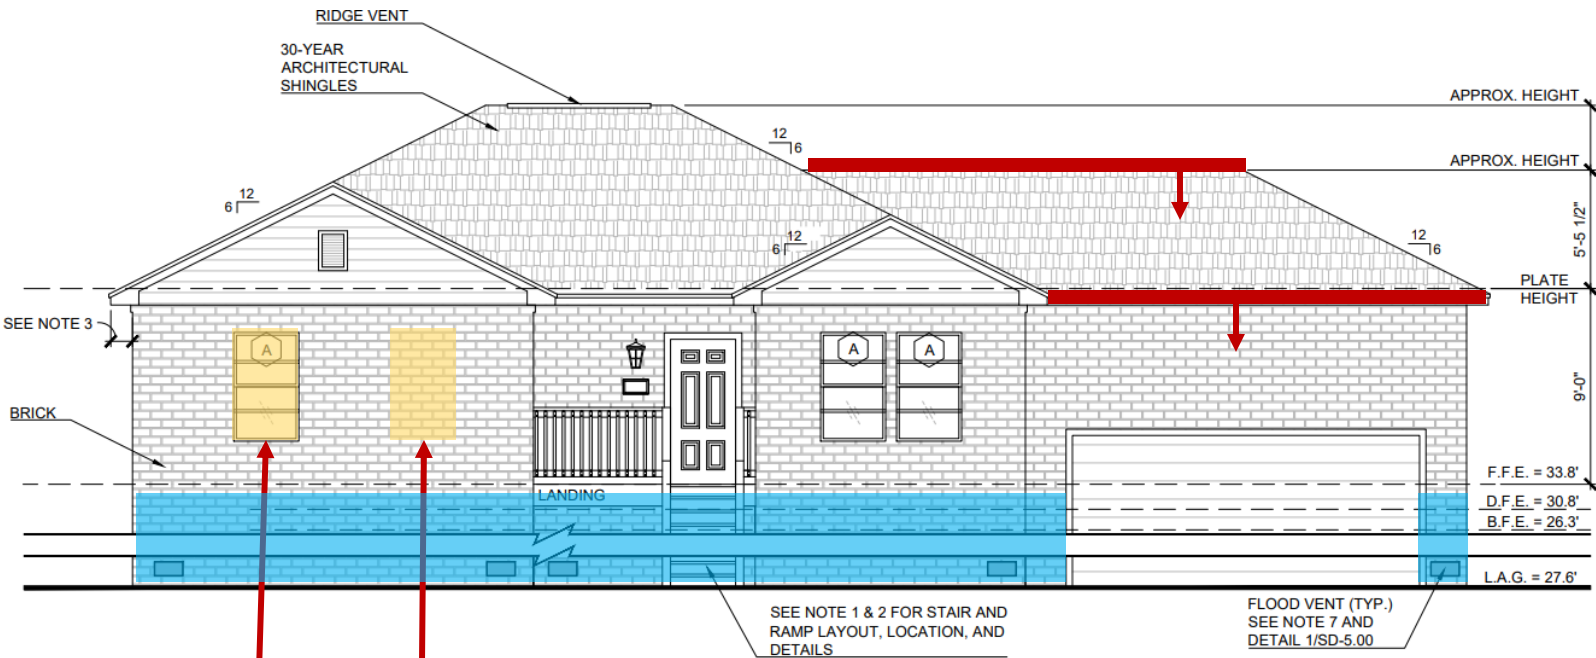 RIDGE VENT
30-YEAR
ARCHITECTURAL
SHINGLES
APPROX. HEIGHT
12
6
APPROX. HEIGHT
12
6
5'-5 1/2"
12
6
12
6
PLATE
HEIGHT
SEE NOTE 3
A
A
A
9'-0"
BRICK
F.F.E. = 33.8'
LANDING
D.F.E. = 30.8'
B.F.E. = 26.3'
L.A.G. = 27.6'
SEE NOTE 1 & 2 FOR STAIR AND
RAMP LAYOUT, LOCATION, AND
DETAILS
FLOOD VENT (TYP.)
SEE NOTE 7 AND
DETAIL 1/SD-5.00